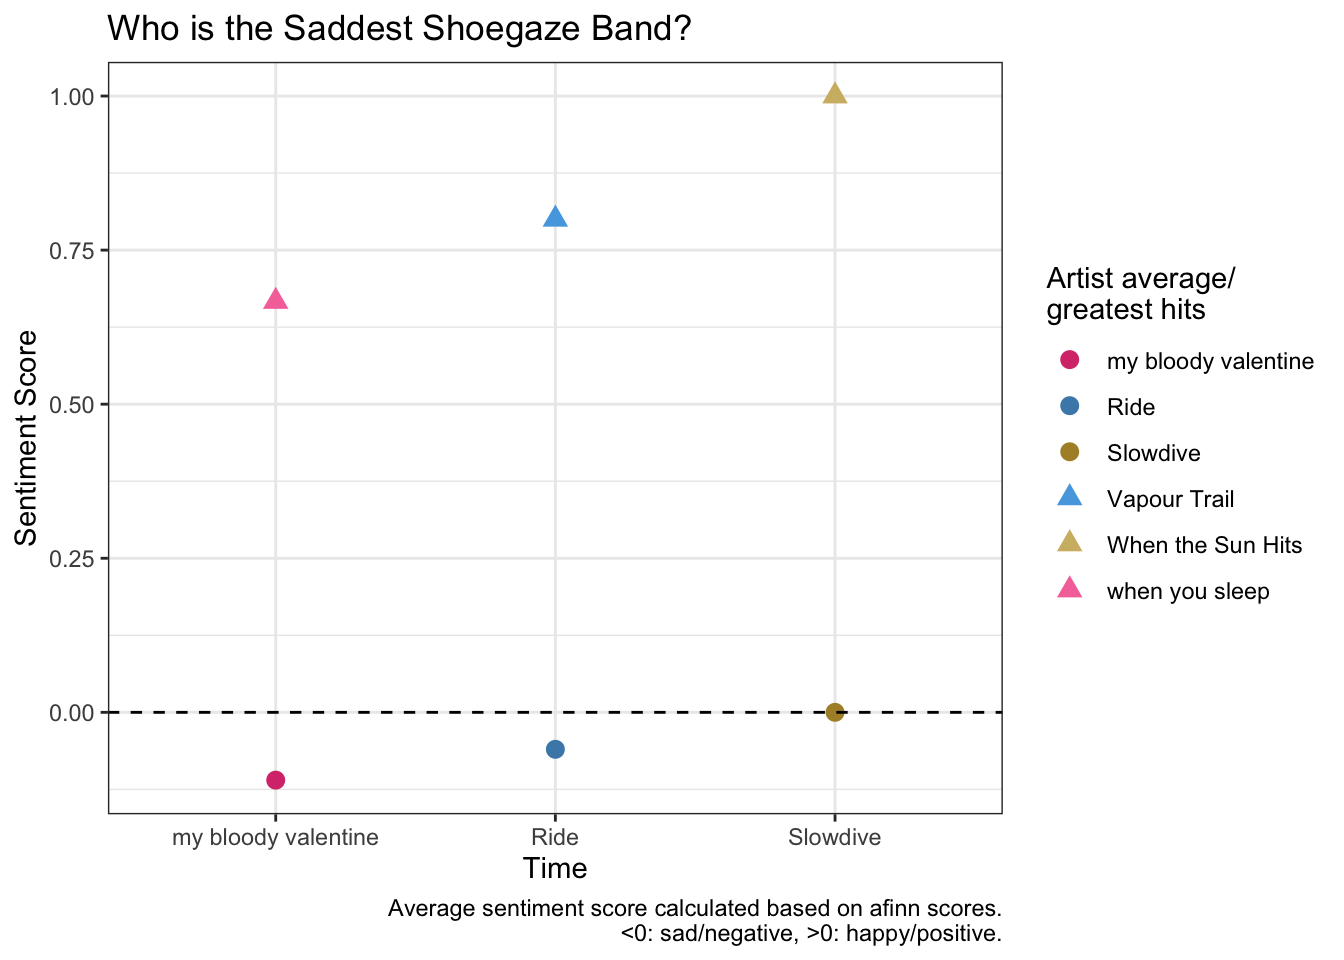 Who is the Saddest Shoegaze Band?
Sentiment Score
1.00
0.75
0.50
0.25
0.00
my bloody valentine
Ride
Slowdive
Time
Average sentiment score calculated based on afinn scores.
<0: sad/negative, >0: happy/positive.
Artist average/
greatest hits
my bloody valentine
Ride
Slowdive
Vapour Trail
When the Sun Hits
when you sleep